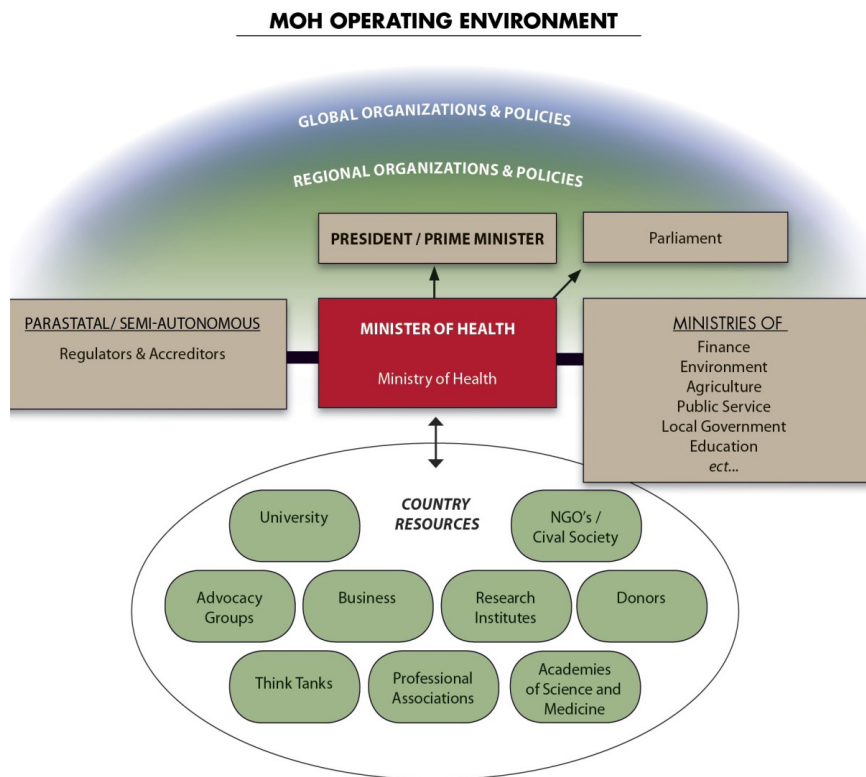 MOH OPERATING ENVIRONMENT
GLOBAL ORGANIZATIONS & POLICIES
REGIONAL ORGANIZATIONS & POLICIES
PRESIDENT / PRIME MINISTER
Parliament
PARASTATAL/ SEMI-AUTONOMOUS
Regulators & Accreditors
MINISTER OF HEALTH
Ministry of Health
MINISTRIES OF
Finance
Environment
Agriculture
Public Service
Local Government
Education
ect...
COUNTRY
RESOURCES
University
NGO's /
Cival Society
Advocacy
Groups
Business
Research
Institutes
Donors
Think Tanks
Professional
Associations
Academies
of Science and
Medicine